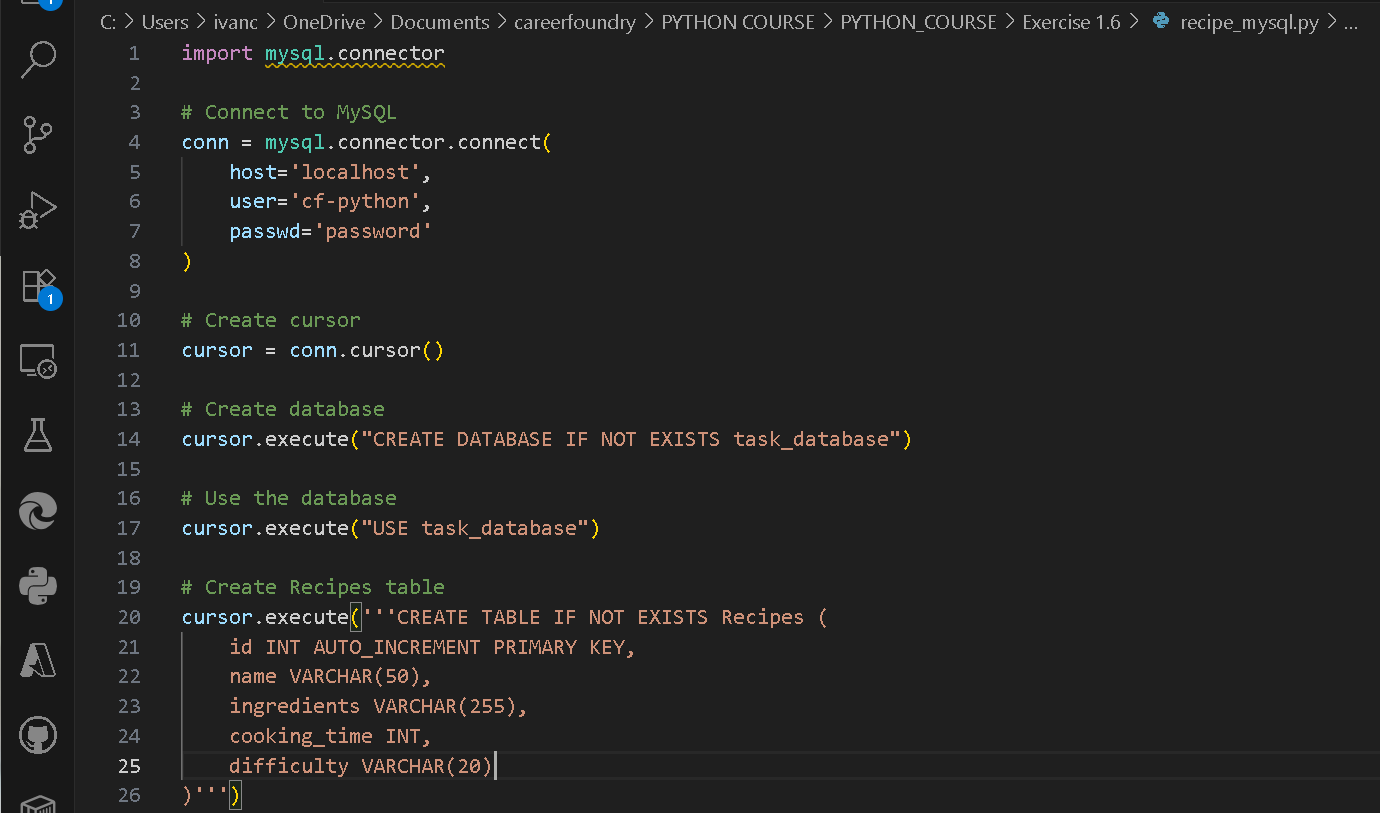 C: > Users > ivanc > OneDrive > Documents > careerfoundry > PYTHON COURSE > PYTHON_COURSE > Exercise 1.6 > recipe_mysql.py > ...
1 import mysql.connector
2
3 # Connect to MySQL
4 conn = mysql.connector.connect(
5     host='localhost',
6     user='cf-python',
7     passwd='password'
8 )
9
10 # Create cursor
11 cursor = conn.cursor()
12
13 # Create database
14 cursor.execute("CREATE DATABASE IF NOT EXISTS task_database")
15
16 # Use the database
17 cursor.execute("USE task_database")
18
19 # Create Recipes table
20 cursor.execute('''CREATE TABLE IF NOT EXISTS Recipes (
21     id INT AUTO_INCREMENT PRIMARY KEY,
22     name VARCHAR(50),
23     ingredients VARCHAR(255),
24     cooking_time INT,
25     difficulty VARCHAR(20)
26 )''')
1
1